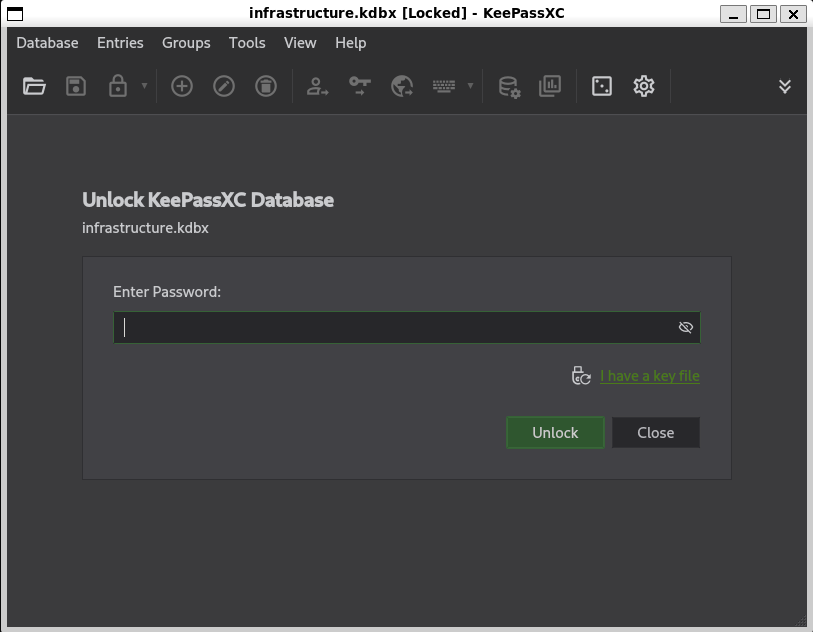 infrastructure.kdbx [Locked] - KeePassXC
Database Entries Groups Tools View Help
Unlock KeePassXC Database
infrastructure.kdbx
Enter Password:
I have a key file
Unlock Close